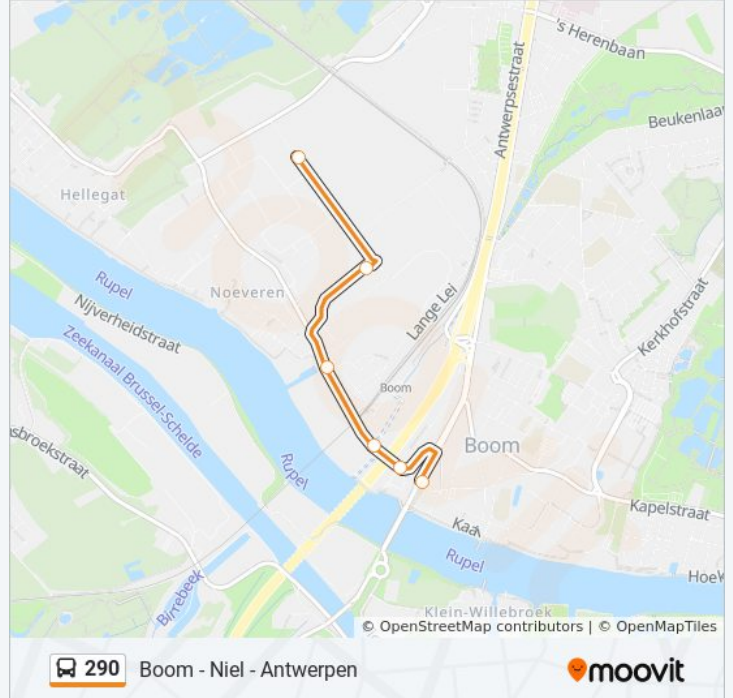 's Herenbaan
Antwerpsestraat
Beukenlaa
Hellegat
Rupel
Noeveren
Nijverheidstraat
Lange Lei
Kerkhofstraat
Zeekanaal Brussel-Schelde
Boom
Boom
sbroekstraat
Rupel
Kapelstraat
Kaai
Rupel
Hoek
Birrebeek
Klein-Willebroek
© OpenStreetMap contributors | © OpenMapTiles
290 Boom - Niel - Antwerpen
moovit